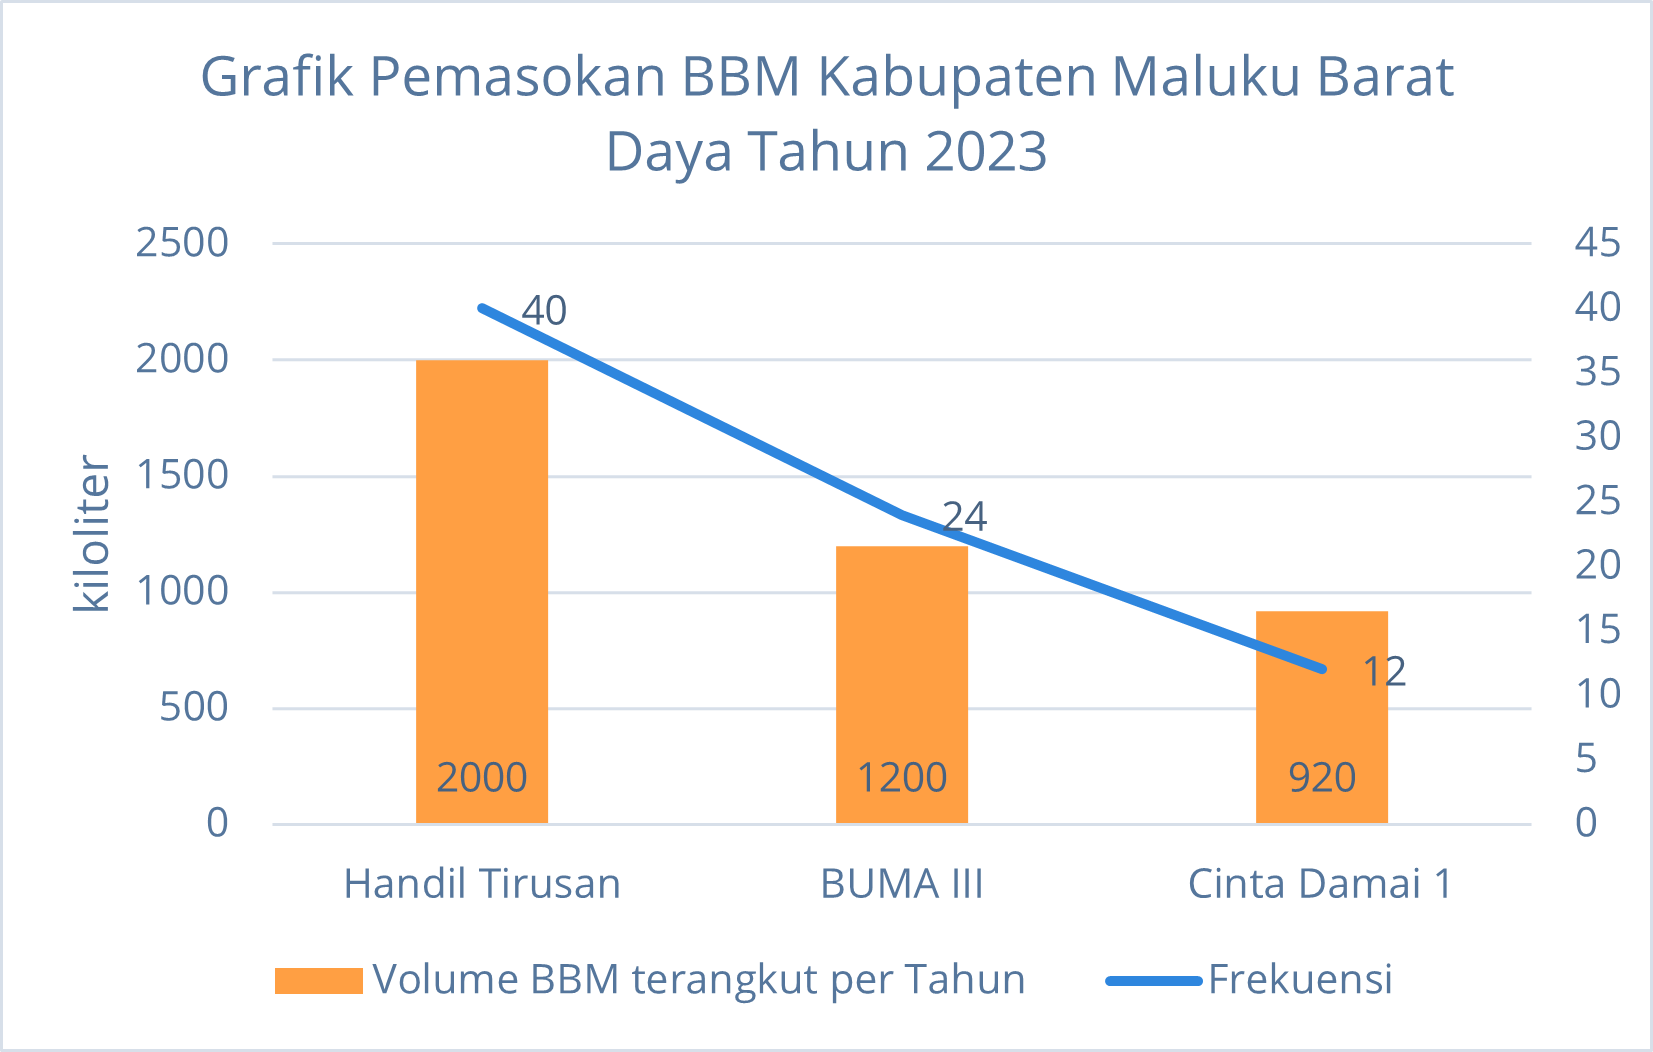 Grafik Pemasokan BBM Kabupaten Maluku Barat
Daya Tahun 2023
2500
2000
1500
1000
500
0
kiloliter
45
40
35
30
25
20
15
10
5
0
40
24
12
2000
1200
920
Handil Tirusan
BUMA III
Cinta Damai 1
Volume BBM terangkut per Tahun
Frekuensi